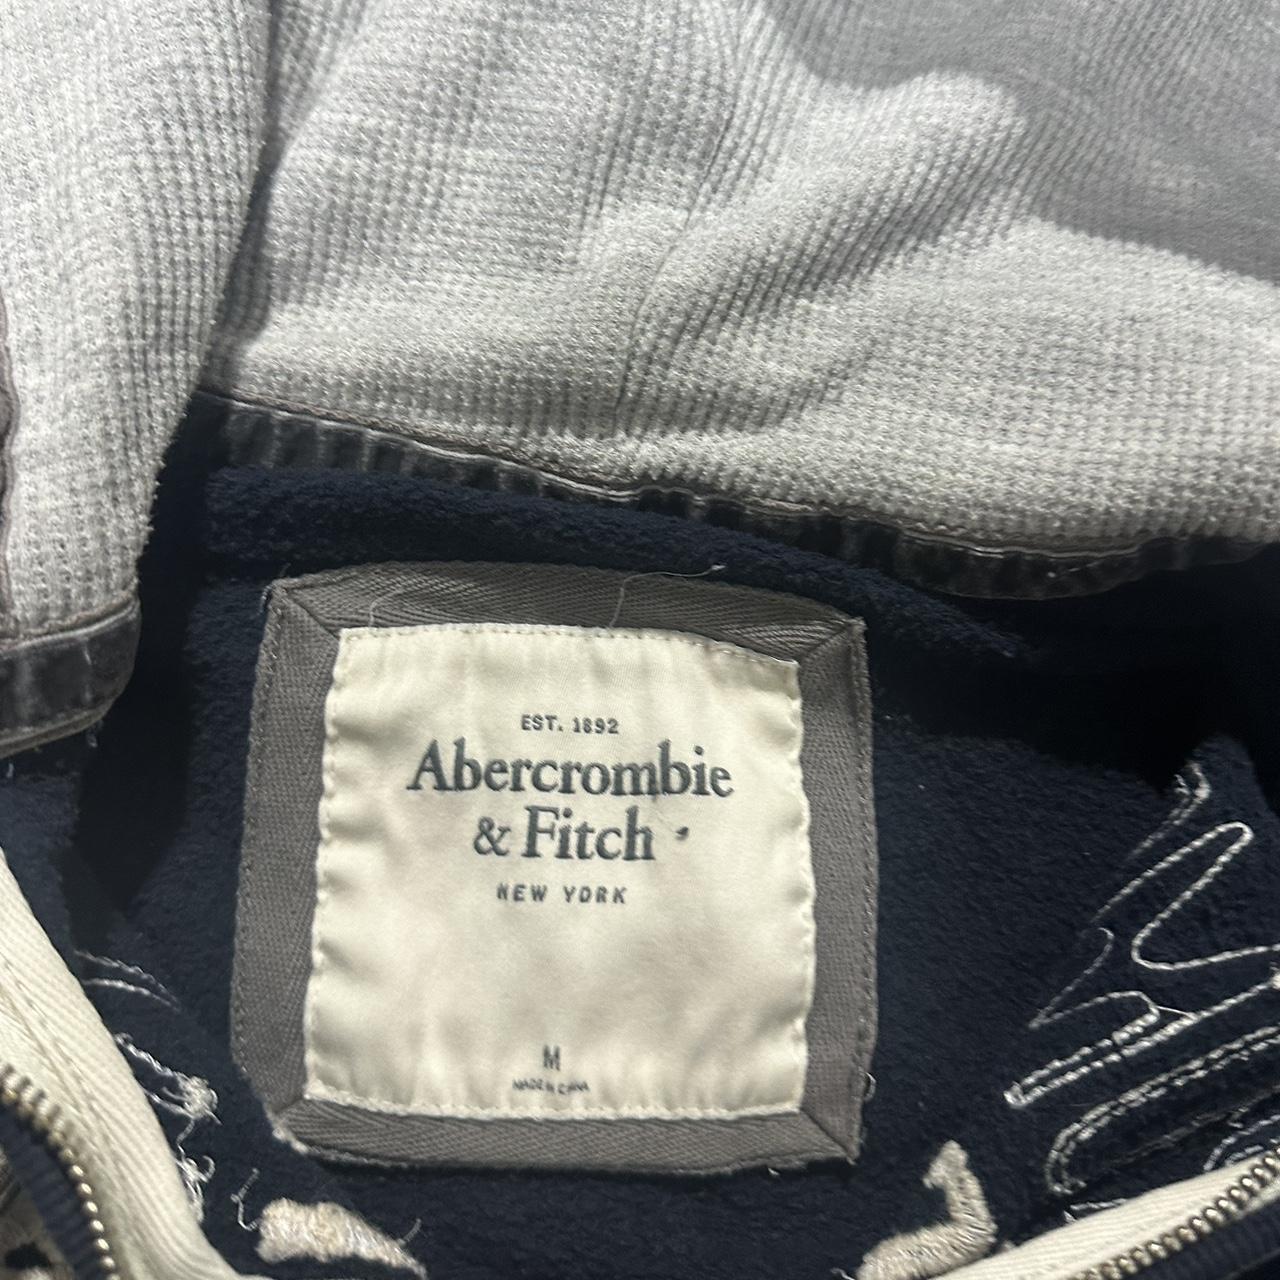 EST. 1892
Abercrombie
& Fitch
NEW YORK
M
MADE IN CHINA